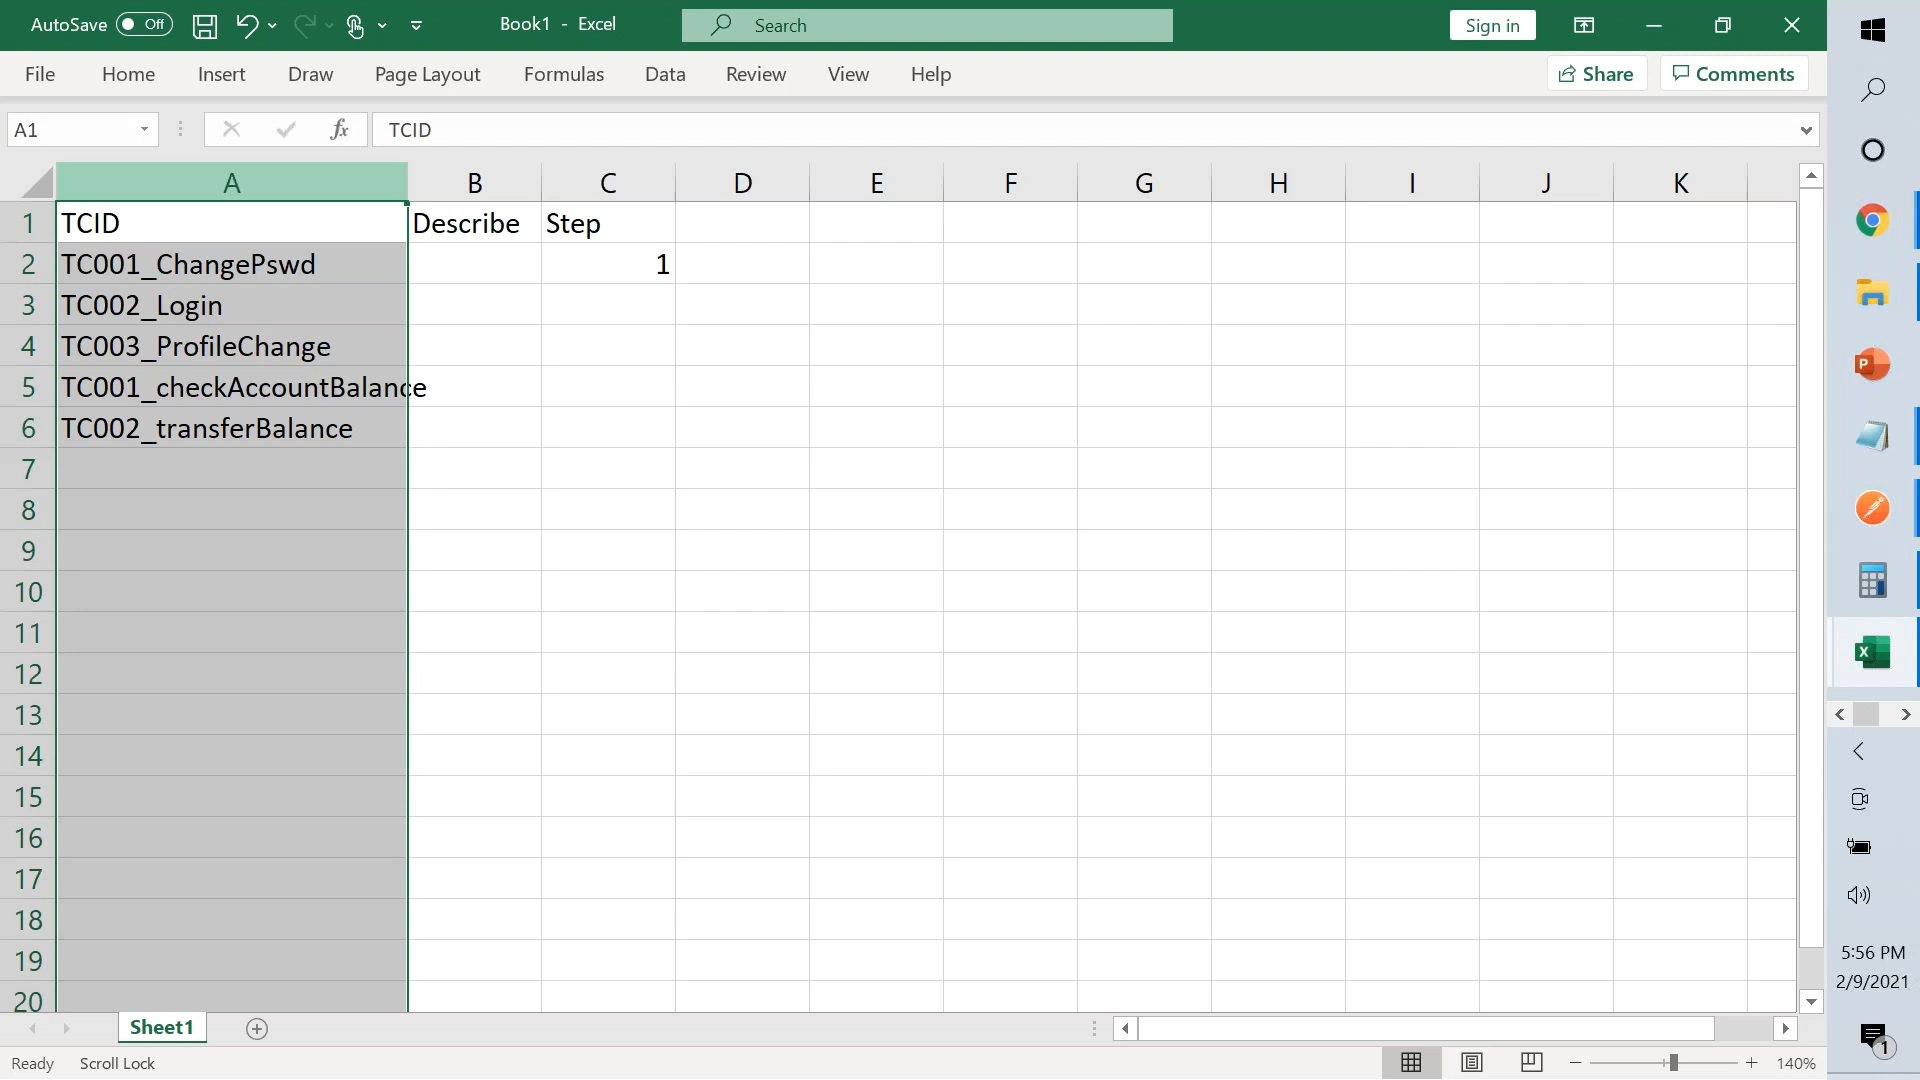 AutoSave Off Book1 - Excel Search Sign in
File Home Insert Draw Page Layout Formulas Data Review View Help Share Comments
A1 fx TCID
A B C D E F G H I J K
1 TCID Describe Step
2 TC001_ChangePswd 1
3 TC002_Login
4 TC003_ProfileChange
5 TC001_checkAccountBalance
6 TC002_transferBalance
7
8
9
10
11
12
13
14
15
16
17
18
19
20
5:56 PM
2/9/2021
Sheet1
1
Ready Scroll Lock 140%